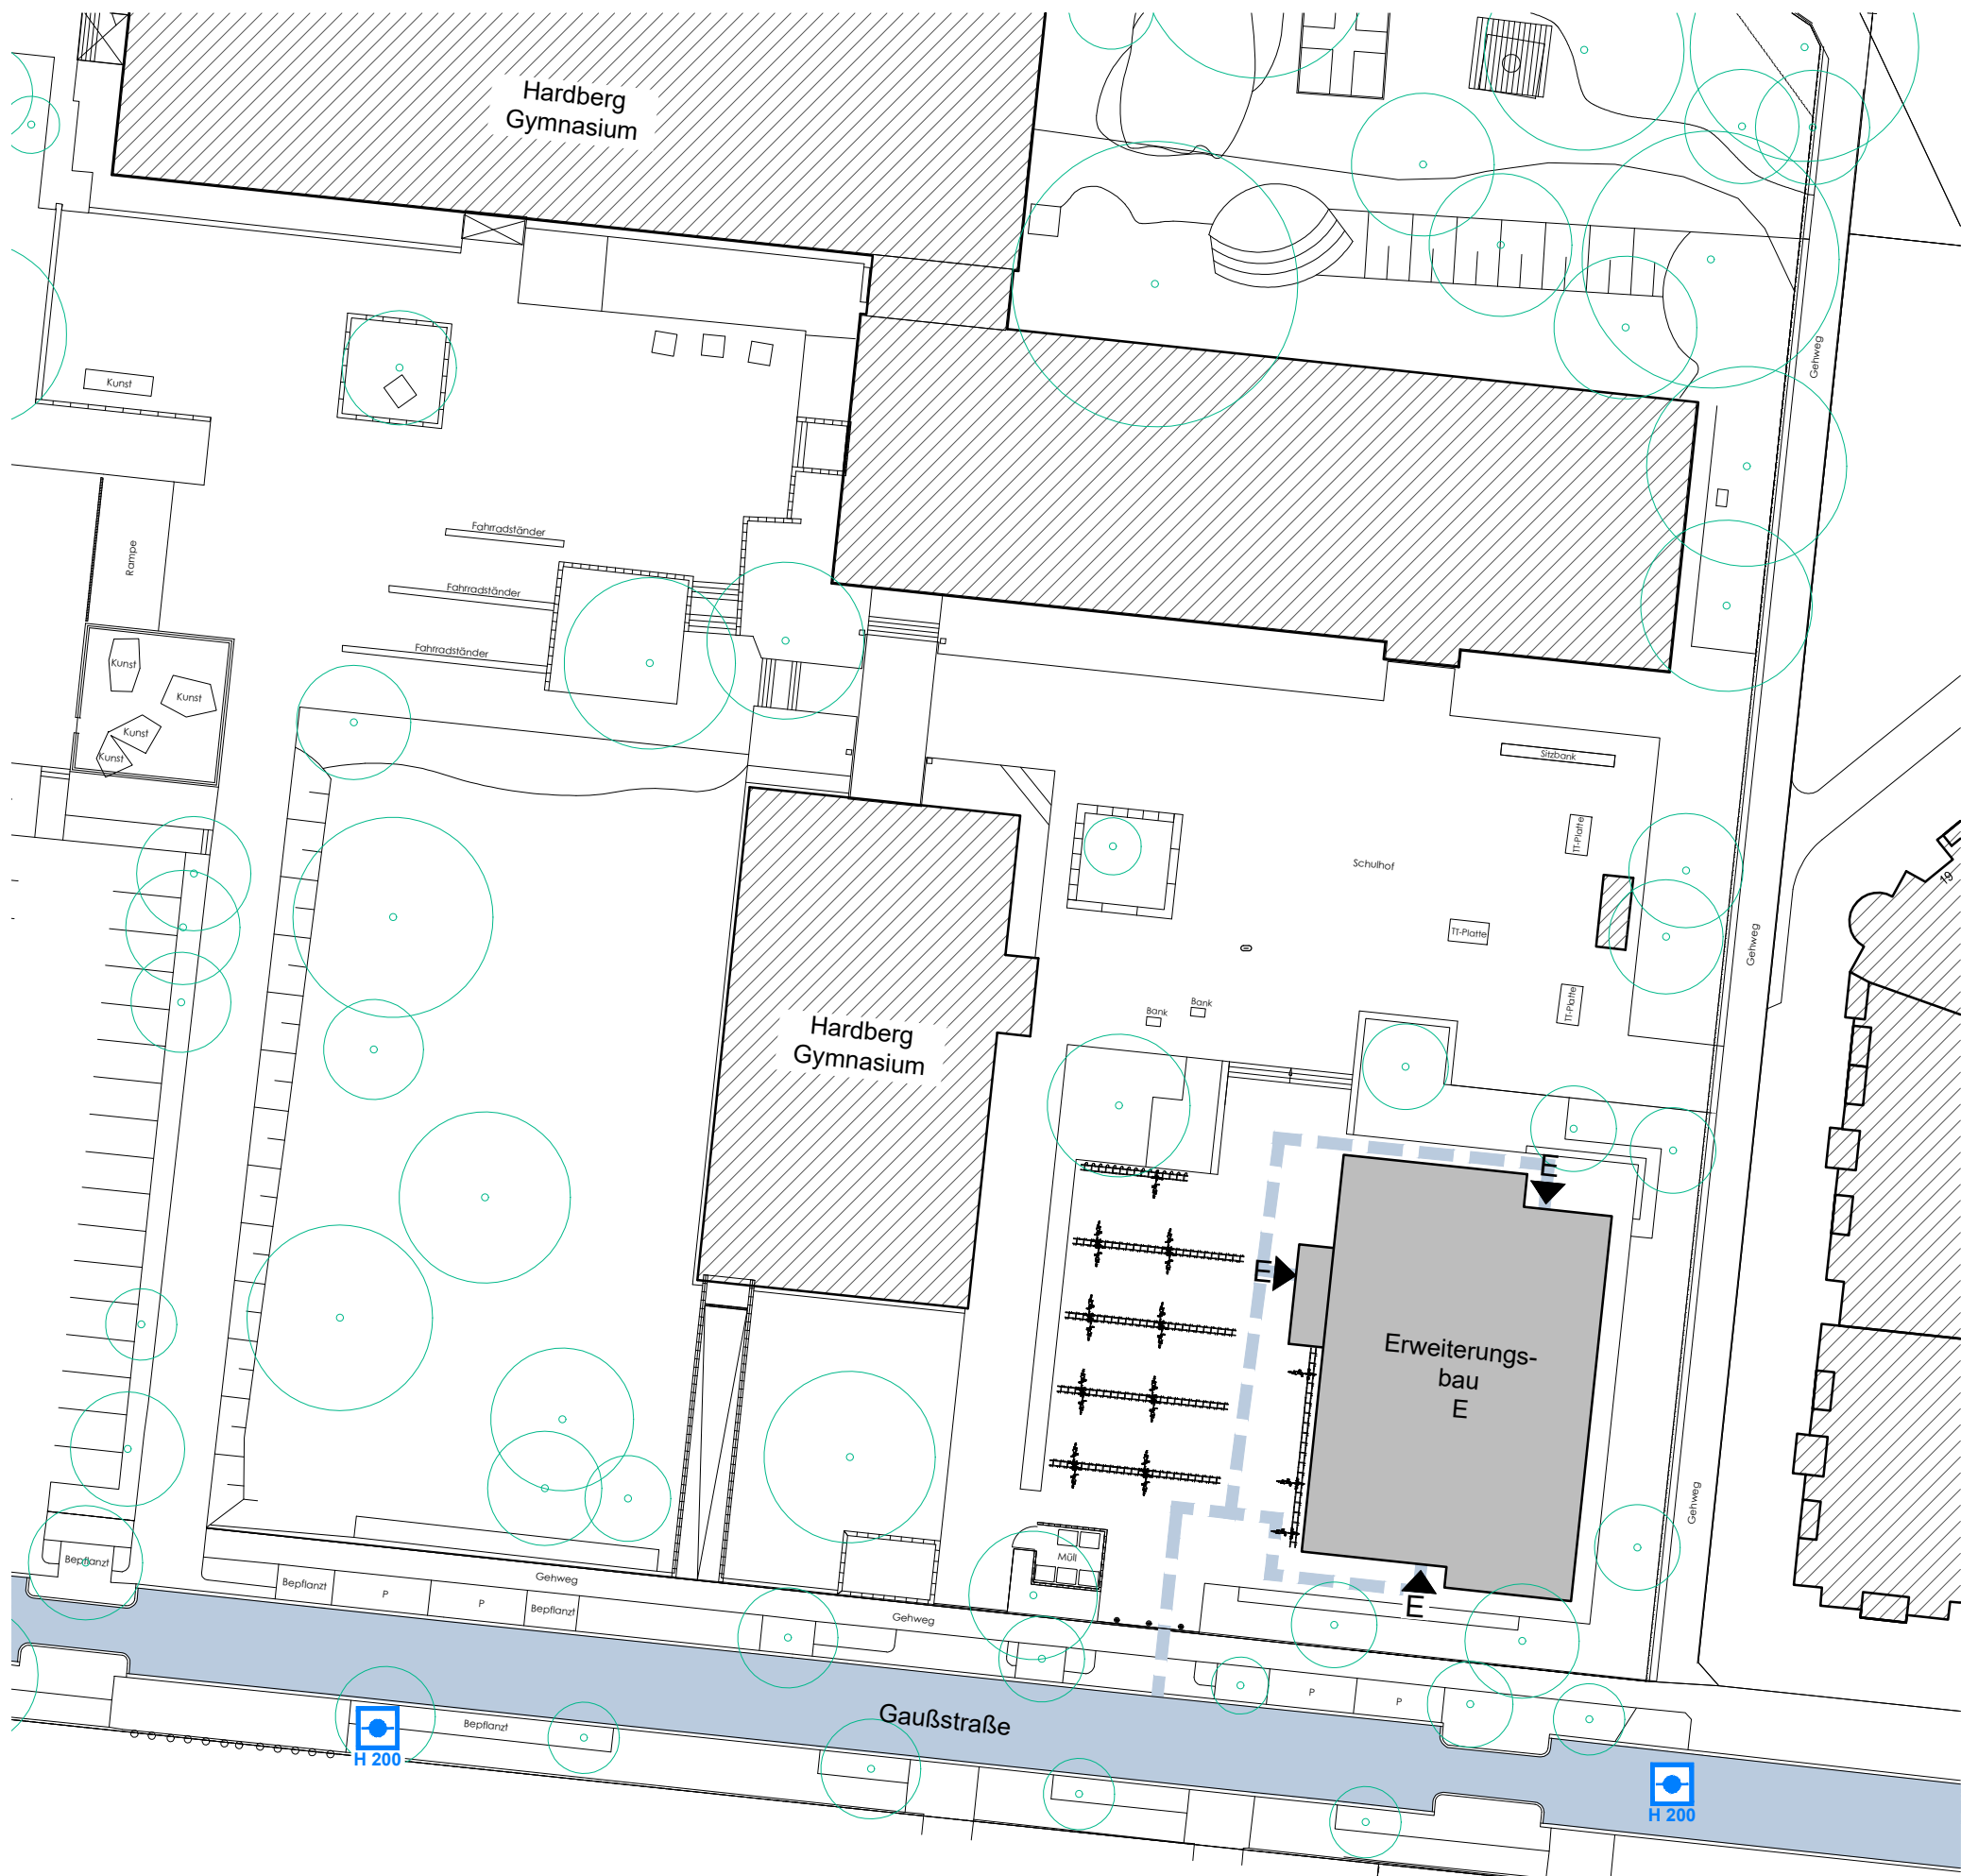 Hardberg
Gymnasium
Gehweg
Kunst
Fahrradständer
Rampe
Fahrradständer
Fahrradständer
Kunst
Kunst
Kunst
Kunst
Sitzbank
TT-Platte
Schulhof
19
TT-Platte
Gehweg
TT-Platte
Bank
Bank
Hardberg
Gymnasium
E
E
Erweiterungs-
bau
E
Gehweg
Müll
Bepflanzt
Gehweg
Bepflanzt
P
P
Bepflanzt
Gehweg
E
P
P
Gaußstraße
Bepflanzt
H 200
H 200